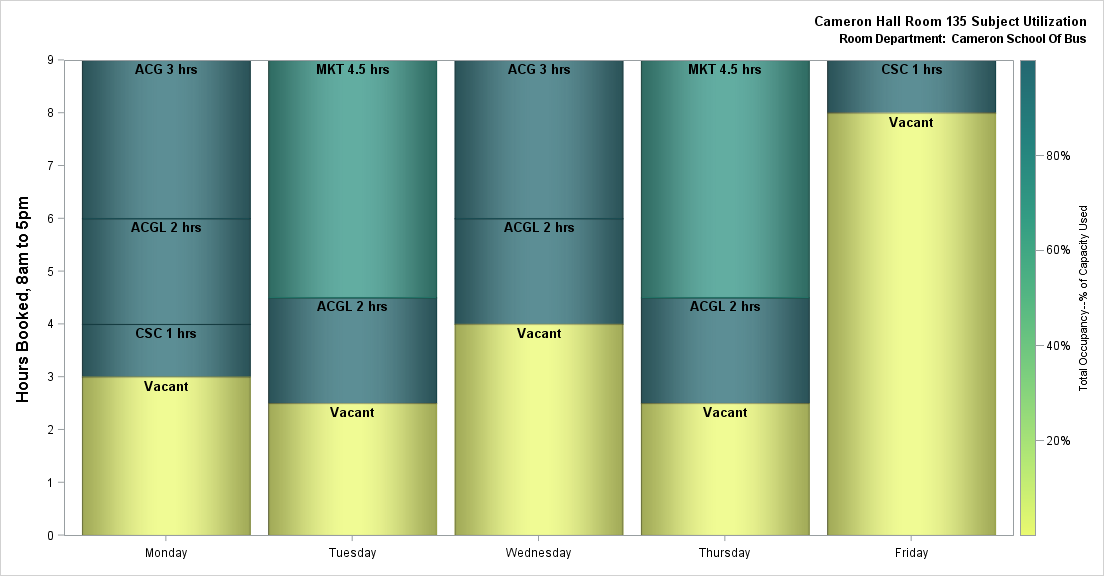 Cameron Hall Room 135 Subject Utilization
Room Department: Cameron School Of Bus
Hours Booked, 8am to 5pm
9
8
7
6
5
4
3
2
1
0
ACG 3 hrs
ACGL 2 hrs
CSC 1 hrs
Vacant
MKT 4.5 hrs
ACGL 2 hrs
Vacant
ACG 3 hrs
ACGL 2 hrs
Vacant
MKT 4.5 hrs
ACGL 2 hrs
Vacant
CSC 1 hrs
Vacant
Monday
Tuesday
Wednesday
Thursday
Friday
80%
60%
40%
20%
Total Occupancy--% of Capacity Used